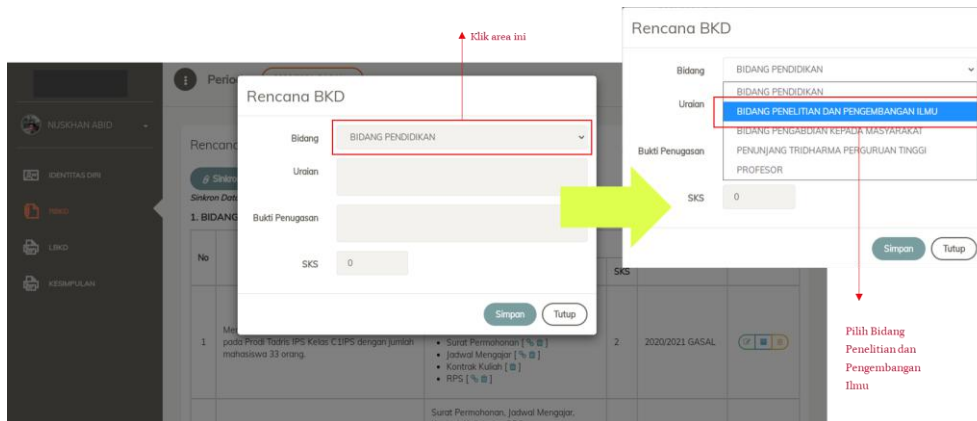 Klik area ini
Rencana BKD
Bidang
BIDANG PENDIDIKAN
BIDANG PENDIDIKAN
Uraian
BIDANG PENELITIAN DAN PENGEMBANGAN ILMU
BIDANG PENGABDIAN KEPADA MASYARAKAT
Bukti Penugasan
PENUNJANG TRIDHARMA PERGURUAN TINGGI
PROFESOR
SKS
0
Simpan
Tutup
Pilih Bidang
Penelitian dan
Pengembangan
Ilmu
Rencana BKD
Bidang
BIDANG PENDIDIKAN
Uraian
Bukti Penugasan
SKS
0
Simpan
Tutup
NUSKHAN ABID
IDENTITAS DIRI
RBKD
LBKD
KESIMPULAN
Perio
Rencana
Sinkro
Sinkron Data
1. BIDANG
No
SKS
1
pada Prodi Tadris IPS Kelas C1IPS dengan jumlah
mahasiswa 33 orang.
• Surat Permohonan [ ]
• Jadwal Mengajar [ ]
• Kontrak Kuliah [ ]
• RPS [ ]
2
2020/2021 GASAL
Surat Permohonan, Jadwal Mengajar,